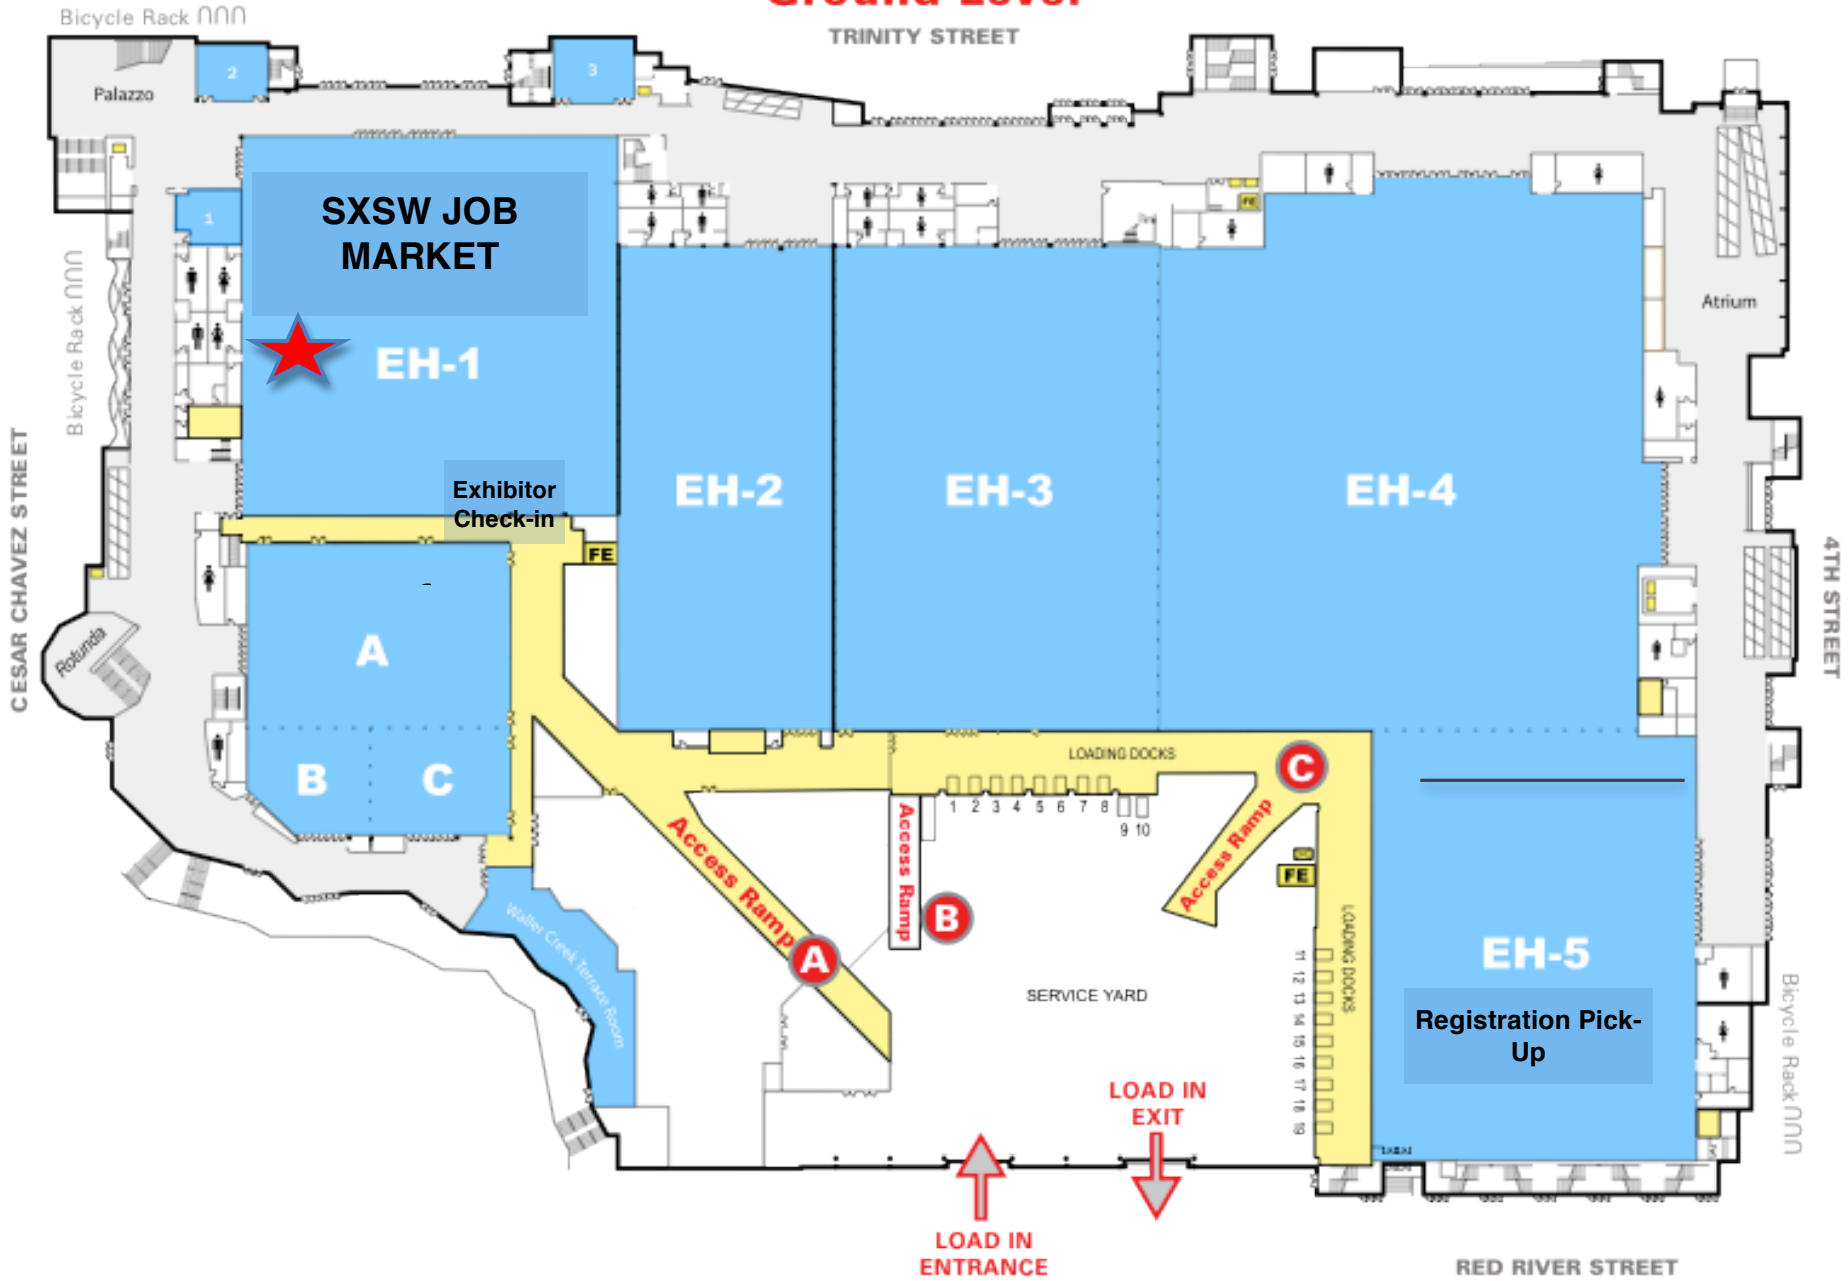 Ground Level
Bicycle Rack
TRINITY STREET
Palazzo
2
3
1
SXSW JOB
MARKET
FE
Bicycle Rack
Atrium
EH-1
CESAR CHAVEZ STREET
Exhibitor
Check-in
EH-2
EH-3
EH-4
4TH STREET
FE
A
Rotunda
B
C
LOADING DOCKS
C
1 2 3 4 5 6 7 8
9 10
Access Ramp
Access Ramp
Access Ramp
FE
B
A
Waller Creek Terrace Room
LOADING DOCKS
11 12 13 14 15 16 17 18 19
SERVICE YARD
EH-5
Registration Pick-
Up
Bicycle Rack
LOAD IN
EXIT
LOAD IN
ENTRANCE
RED RIVER STREET